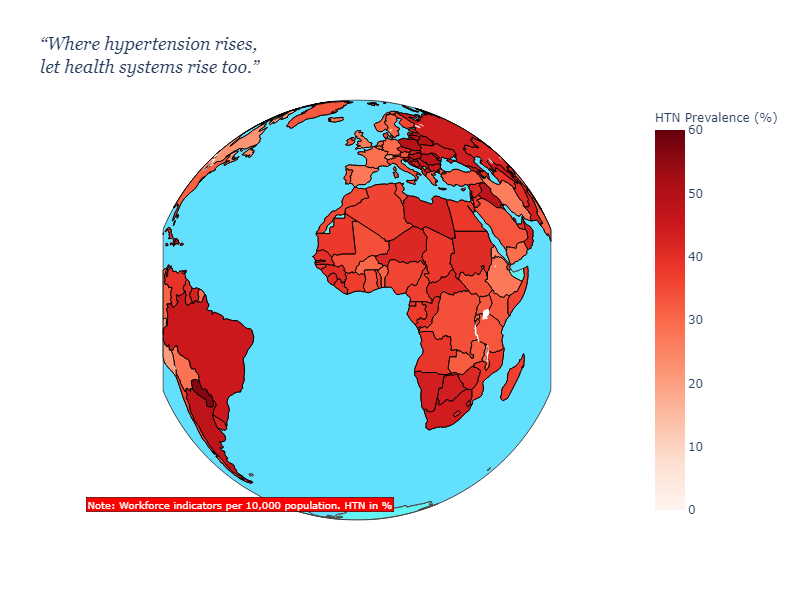 “Where hypertension rises,
let health systems rise too.”
HTN Prevalence (%)
60
50
40
30
20
10
0
Note: Workforce indicators per 10,000 population. HTN in %